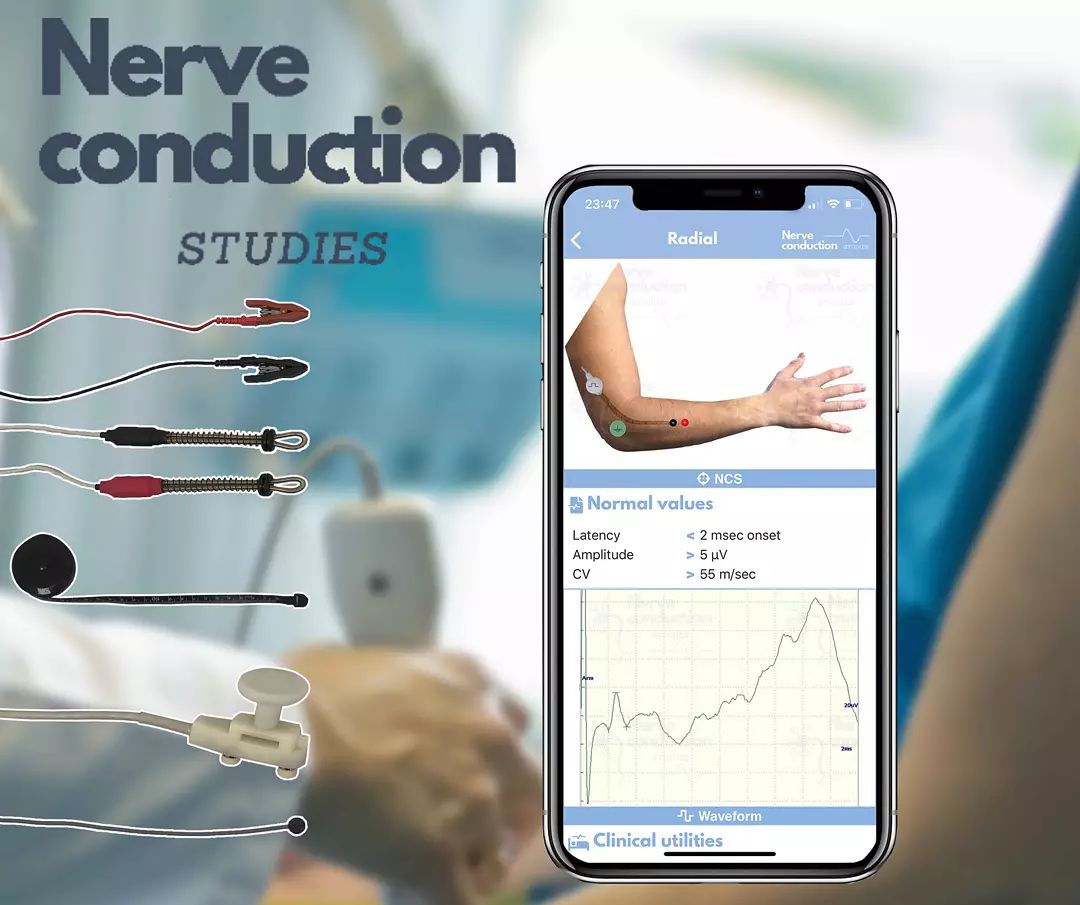 Nerve
conduction
STUDIES
23:47
Radial
Nerve
conduction
STUDIES
NCS
Normal values
Latency < 2 msec onset
Amplitude > 5 μV
CV > 55 m/sec
Arm
20μV
2ms
Waveform
Clinical utilities